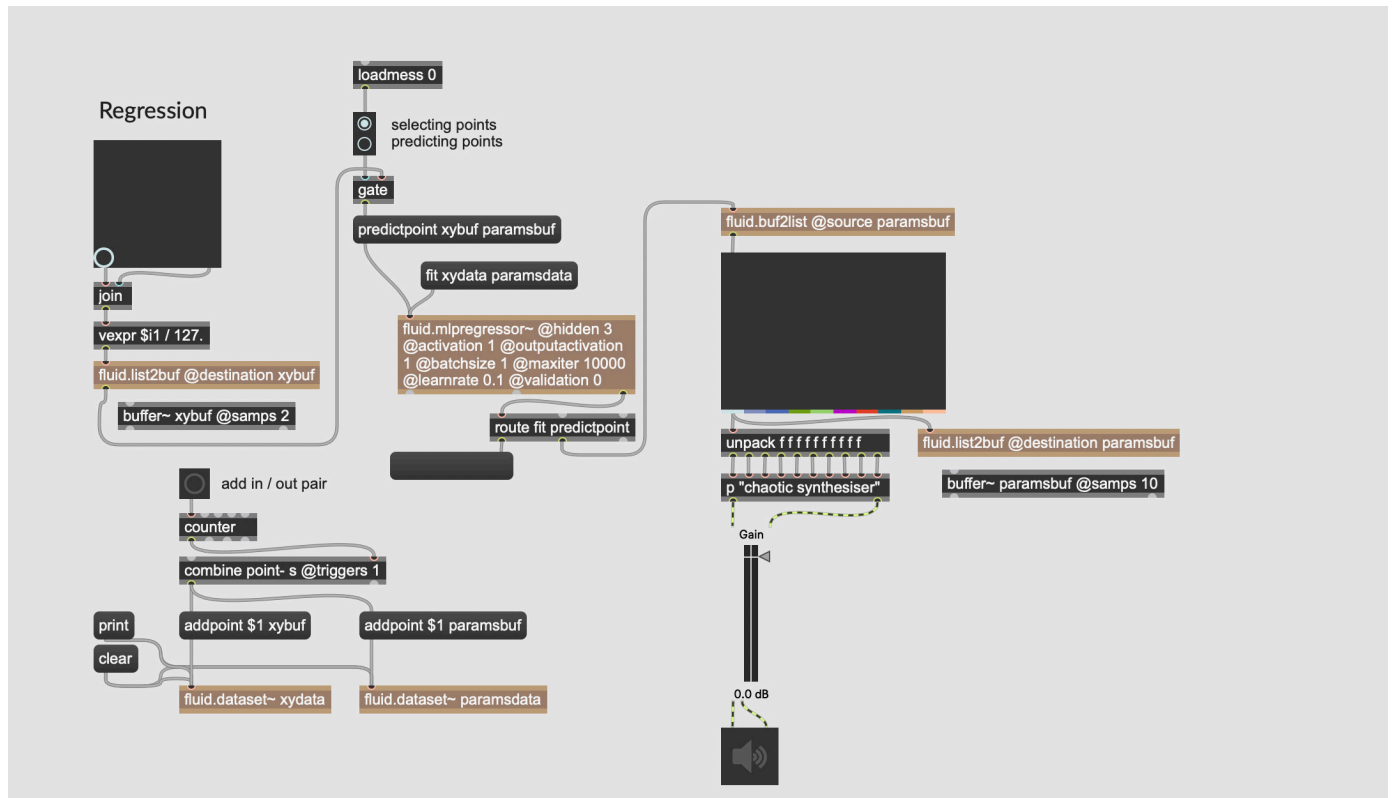 loadmess 0
Regression
selecting points
predicting points
gate
predictpoint xybuf paramsbuf
fluid.buf2list @source paramsbuf
fit xydata paramsdata
join
vexpr $i1 / 127.
fluid.mlpregressor~ @hidden 3
@activation 1 @outputactivation
1 @batchsize 1 @maxiter 10000
@learnrate 0.1 @validation 0
fluid.list2buf @destination xybuf
buffer~ xybuf @samps 2
route fit predictpoint
unpack f f f f f f f f f f
fluid.list2buf @destination paramsbuf
add in / out pair
p "chaotic synthesiser"
buffer~ paramsbuf @samps 10
counter
Gain
combine point- s @triggers 1
print
addpoint $1 xybuf
addpoint $1 paramsbuf
clear
fluid.dataset~ xydata
fluid.dataset~ paramsdata
0.0 dB